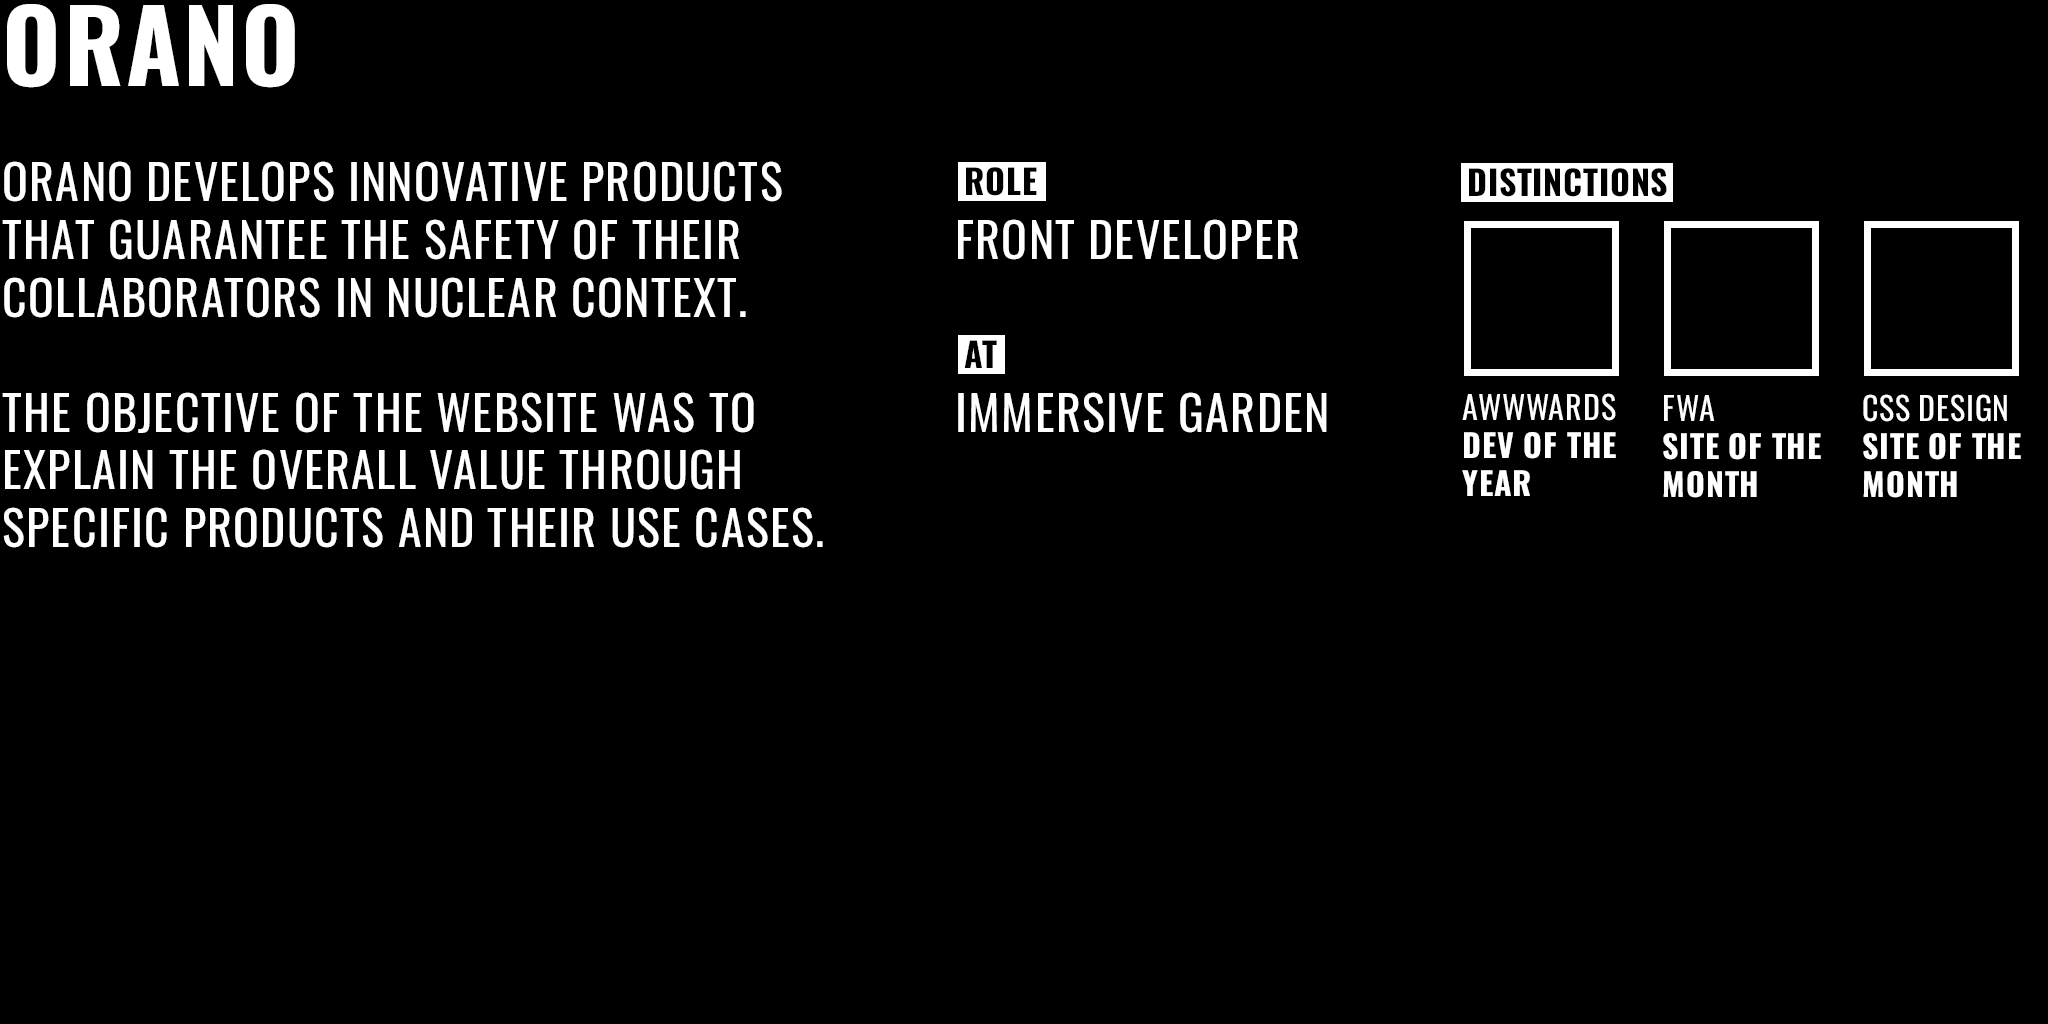 ORANO
ORANO DEVELOPS INNOVATIVE PRODUCTS
THAT GUARANTEE THE SAFETY OF THEIR
COLLABORATORS IN NUCLEAR CONTEXT.
THE OBJECTIVE OF THE WEBSITE WAS TO
EXPLAIN THE OVERALL VALUE THROUGH
SPECIFIC PRODUCTS AND THEIR USE CASES.
ROLE
FRONT DEVELOPER
AT
IMMERSIVE GARDEN
DISTINCTIONS
AWWWARDS
DEV OF THE
YEAR
FWA
SITE OF THE
MONTH
CSS DESIGN
SITE OF THE
MONTH